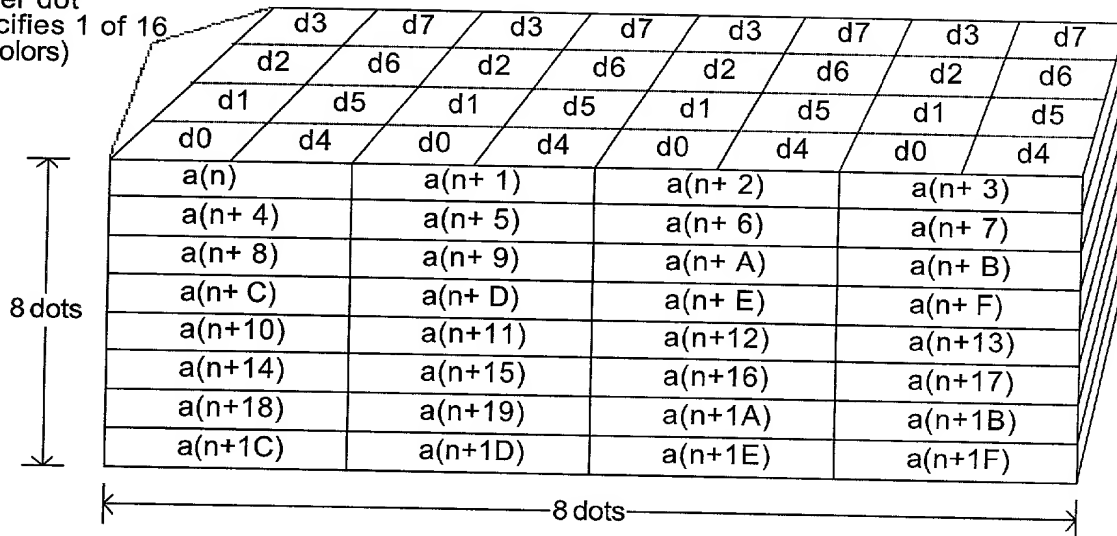 cifies 1 of 16
olors)
d3 d7 d3 d7 d3 d7 d3 d7
d2 d6 d2 d6 d2 d6 d2 d6
d1 d5 d1 d5 d1 d5 d1 d5
d0 d4 d0 d4 d0 d4 d0 d4
a(n) a(n+ 1) a(n+ 2) a(n+ 3)
a(n+ 4) a(n+ 5) a(n+ 6) a(n+ 7)
a(n+ 8) a(n+ 9) a(n+ A) a(n+ B)
a(n+ C) a(n+ D) a(n+ E) a(n+ F)
8 dots
a(n+10) a(n+11) a(n+12) a(n+13)
a(n+14) a(n+15) a(n+16) a(n+17)
a(n+18) a(n+19) a(n+1A) a(n+1B)
a(n+1C) a(n+1D) a(n+1E) a(n+1F)
8 dots